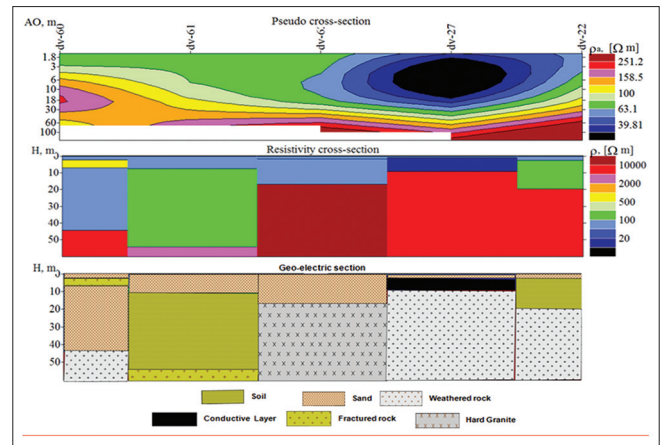 AO, m.
Pseudo cross-section
dv-60
dv-61
dv-27
dv-22
ρa, [Ω m]
1.8
3
6
10
18
30
60
100
251.2
158.5
100
63.1
39.81
H, m.
Resistivity cross-section
ρ, [Ω m]
10
20
30
40
50
10000
2000
500
100
20
H, m.
Geo-electric section
10
20
30
40
50
Soil
Sand
Weathered rock
Conductive Layer
Fractured rock
Hard Granite